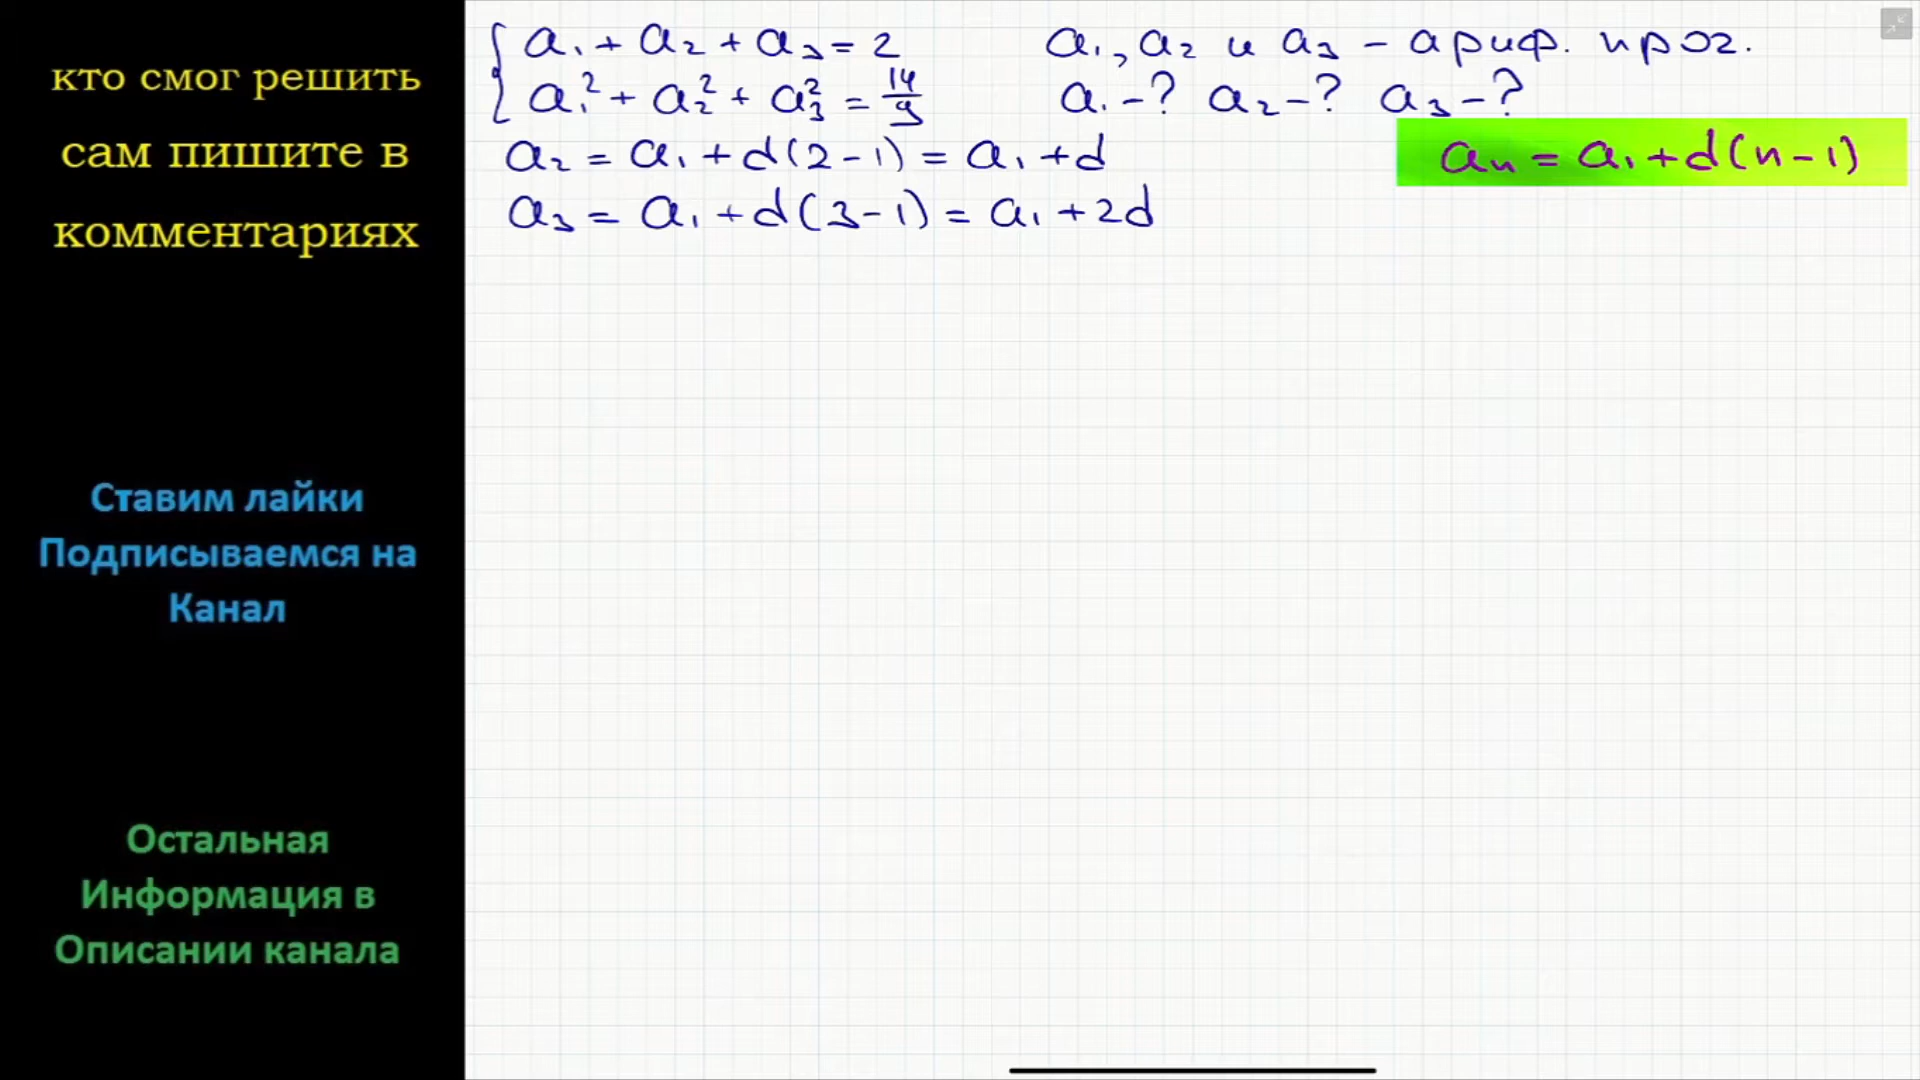 кто смог решить
сам пишите в
комментариях
Ставим лайки
Подписываемся на
Канал
Остальная
Информация в
Описании канала
a₁ + a₂ + a₃ = 2
a₁² + a₂² + a₃² = 14/9
a₁, a₂ и a₃ – ариф. прог.
a₁ – ? a₂ – ? a₃ – ?
a₂ = a₁ + d(2 – 1) = a₁ + d
aₙ = a₁ + d(n – 1)
a₃ = a₁ + d(3 – 1) = a₁ + 2d